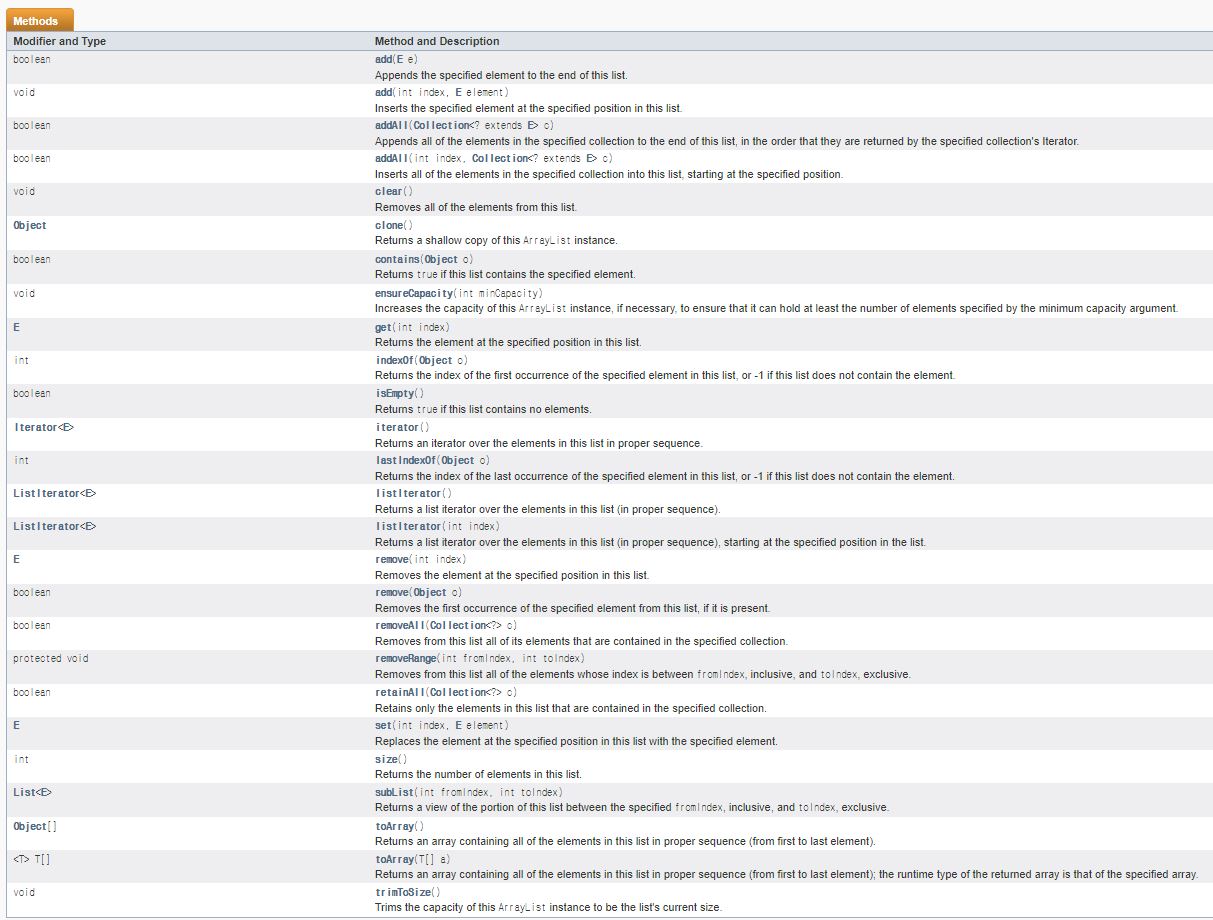 Methods
Modifier and Type Method and Description
boolean add(E e)
Appends the specified element to the end of this list.
void add(int index, E element)
Inserts the specified element at the specified position in this list.
boolean addAll(Collection<? extends E> c)
Appends all of the elements in the specified collection to the end of this list, in the order that they are returned by the specified collection's Iterator.
boolean addAll(int index, Collection<? extends E> c)
Inserts all of the elements in the specified collection into this list, starting at the specified position.
void clear()
Removes all of the elements from this list.
Object clone()
Returns a shallow copy of this ArrayList instance.
boolean contains(Object o)
Returns true if this list contains the specified element.
void ensureCapacity(int minCapacity)
Increases the capacity of this ArrayList instance, if necessary, to ensure that it can hold at least the number of elements specified by the minimum capacity argument.
E get(int index)
Returns the element at the specified position in this list.
int indexOf(Object o)
Returns the index of the first occurrence of the specified element in this list, or -1 if this list does not contain the element.
boolean isEmpty()
Returns true if this list contains no elements.
Iterator<E> iterator()
Returns an iterator over the elements in this list in proper sequence.
int lastIndexOf(Object o)
Returns the index of the last occurrence of the specified element in this list, or -1 if this list does not contain the element.
ListIterator<E> listIterator()
Returns a list iterator over the elements in this list (in proper sequence).
ListIterator<E> listIterator(int index)
Returns a list iterator over the elements in this list (in proper sequence), starting at the specified position in the list.
E remove(int index)
Removes the element at the specified position in this list.
boolean remove(Object o)
Removes the first occurrence of the specified element from this list, if it is present.
boolean removeAll(Collection<?> c)
Removes from this list all of its elements that are contained in the specified collection.
protected void removeRange(int fromIndex, int toIndex)
Removes from this list all of the elements whose index is between fromIndex, inclusive, and toIndex, exclusive.
boolean retainAll(Collection<?> c)
Retains only the elements in this list that are contained in the specified collection.
E set(int index, E element)
Replaces the element at the specified position in this list with the specified element.
int size()
Returns the number of elements in this list.
List<E> subList(int fromIndex, int toIndex)
Returns a view of the portion of this list between the specified fromIndex, inclusive, and toIndex, exclusive.
Object[] toArray()
Returns an array containing all of the elements in this list in proper sequence (from first to last element).
<T> T[] toArray(T[] a)
Returns an array containing all of the elements in this list in proper sequence (from first to last element); the runtime type of the returned array is that of the specified array.
void trimToSize()
Trims the capacity of this ArrayList instance to be the list's current size.